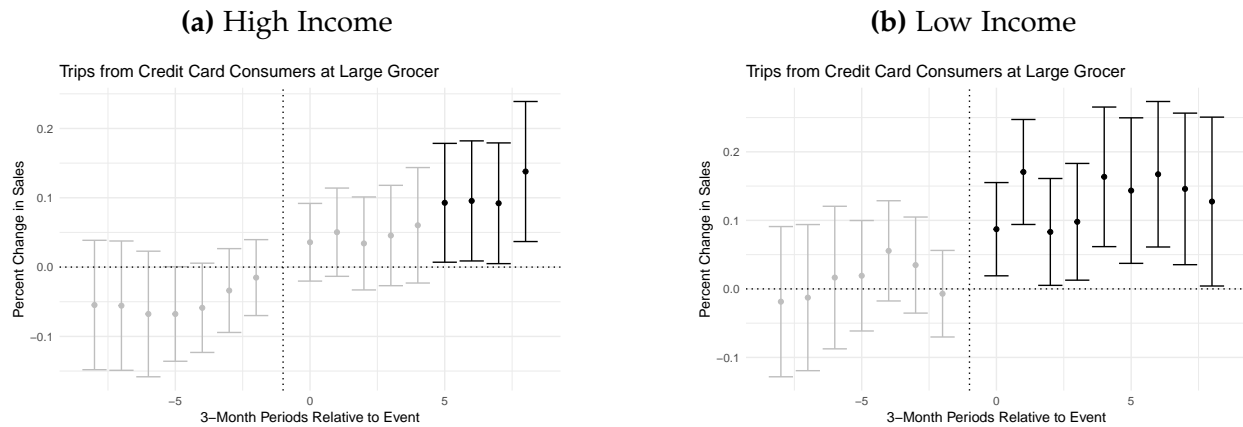 (a) High Income
Trips from Credit Card Consumers at Large Grocer
Percent Change in Sales
0.2
0.1
0.0
−0.1
−5
0
5
3−Month Periods Relative to Event
(b) Low Income
Trips from Credit Card Consumers at Large Grocer
Percent Change in Sales
0.2
0.1
0.0
−0.1
−5
0
5
3−Month Periods Relative to Event